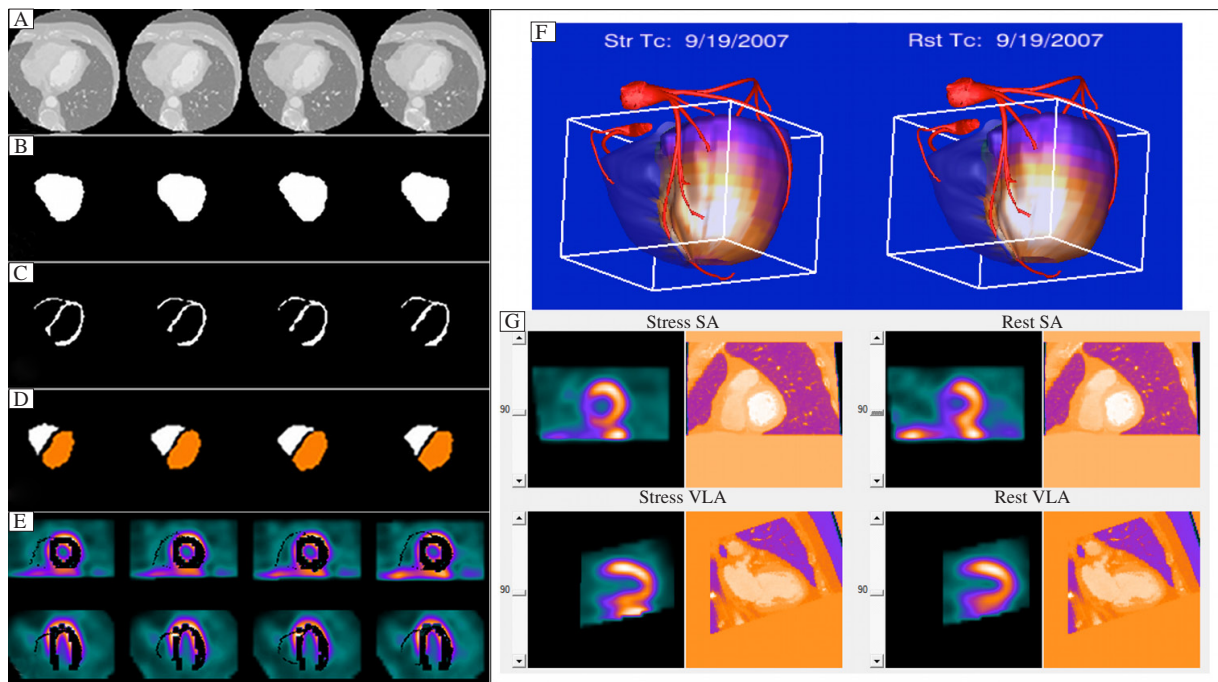 A
B
C
D
E
F
Str Tc: 9/19/2007
Rst Tc: 9/19/2007
G
Stress SA
Rest SA
90
90
Stress VLA
Rest VLA
90
90